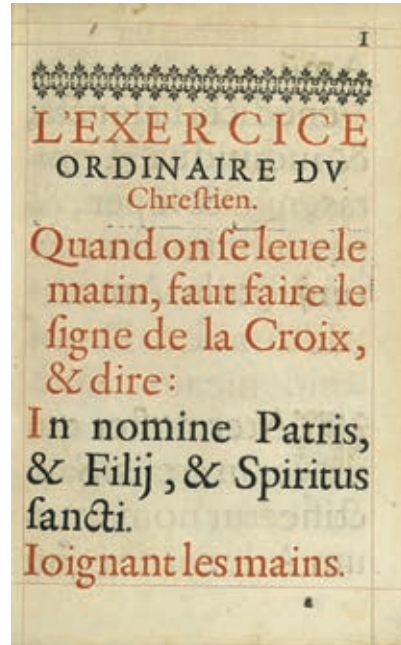 1
L'EXERCICE
ORDINAIRE DV
Chreſtien.
Quand on ſe leue le
matin, faut faire le
ſigne de la Croix,
& dire:
In nomine Patris,
& Filij, & Spiritus
ſancti.
Ioignant les mains.
a